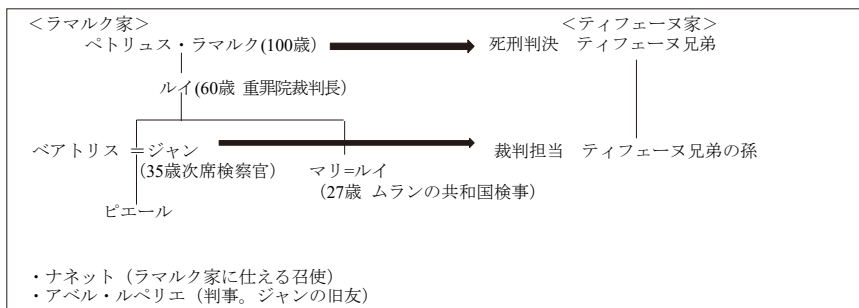 ＜ラマルク家＞ ＜ティフェーヌ家＞
ペトリュス・ラマルク(100歳） 死刑判決 ティフェーヌ兄弟
ルイ(60歳 重罪院裁判長）
ベアトリス ＝ジャン 裁判担当 ティフェーヌ兄弟の孫
（35歳次席検察官） マリ=ルイ
（27歳 ムランの共和国検事）
ピエール
・ナネット（ラマルク家に仕える召使）
・アベル・ルペリエ（判事。ジャンの旧友）